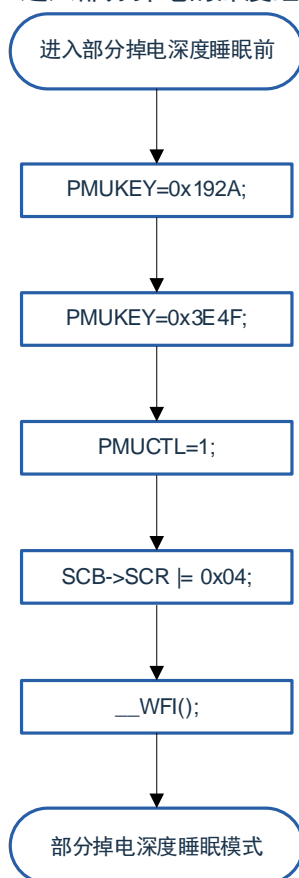 进入部分掉电深度睡眠前
PMUKEY=0x192A;
PMUKEY=0x3E4F;
PMUCTL=1;
SCB->SCR |= 0x04;
__WFI();
部分掉电深度睡眠模式